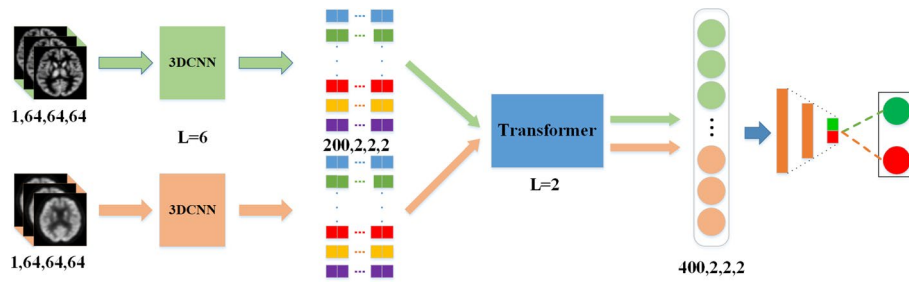 1,64,64,64
3DCNN
L=6
200,2,2,2
Transformer
L=2
1,64,64,64
3DCNN
400,2,2,2